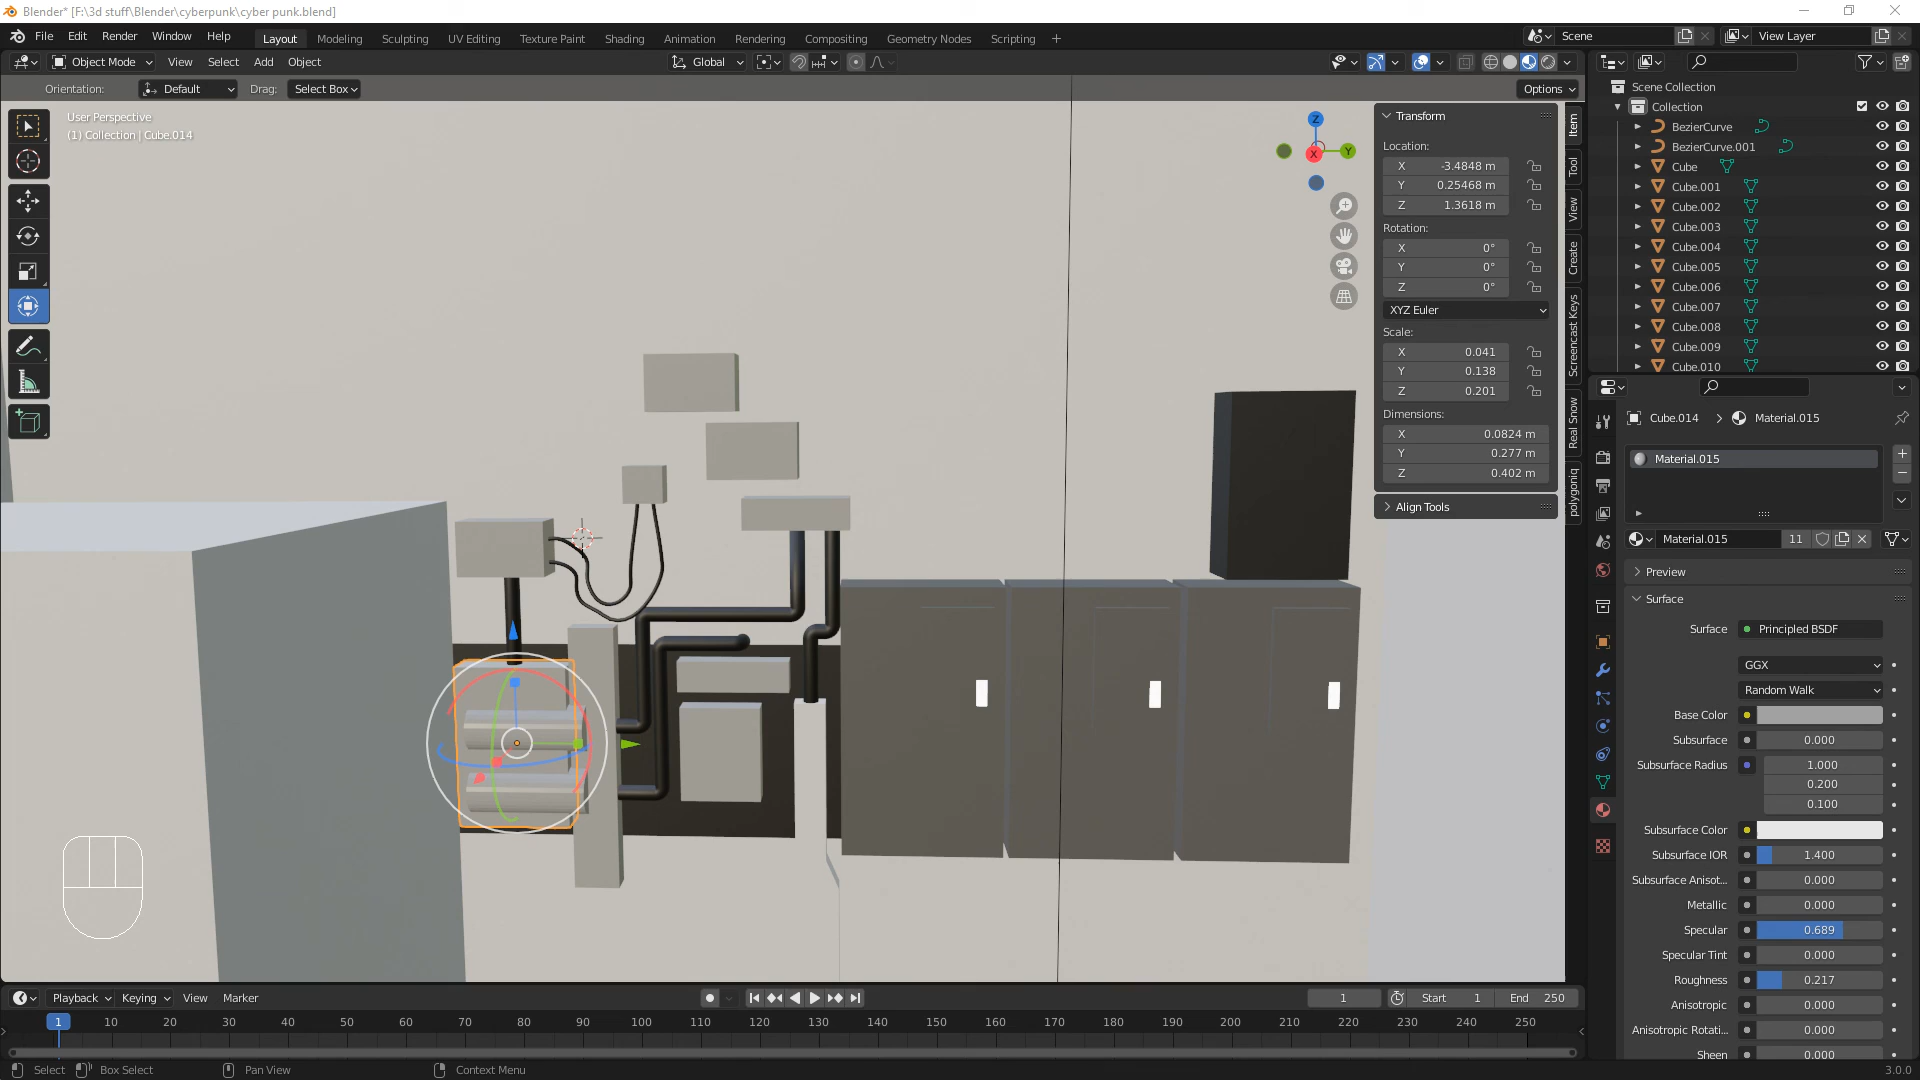 Blender* [F:\3d stuff\Blender\cyberpunk\cyber punk.blend]
File Edit Render Window Help
Layout Modeling Sculpting UV Editing Texture Paint Shading Animation Rendering Compositing Geometry Nodes Scripting +
Scene
View Layer
Object Mode View Select Add Object
Global
Orientation: Default Drag: Select Box
Options
User Perspective
(1) Collection | Cube.014
Z
Y
X
Transform
Location:
X -3.4848 m
Y 0.25468 m
Z 1.3618 m
Rotation:
X 0°
Y 0°
Z 0°
XYZ Euler
Scale:
X 0.041
Y 0.138
Z 0.201
Dimensions:
X 0.0824 m
Y 0.277 m
Z 0.402 m
Align Tools
Item
Tool
View
Create
Screencast Keys
Real Snow
polygoniq
Scene Collection
Collection
BezierCurve
BezierCurve.001
Cube
Cube.001
Cube.002
Cube.003
Cube.004
Cube.005
Cube.006
Cube.007
Cube.008
Cube.009
Cube.010
Cube.014 > Material.015
Material.015
Material.015 11
Preview
Surface
Surface Principled BSDF
GGX
Random Walk
Base Color
Subsurface 0.000
Subsurface Radius 1.000
0.200
0.100
Subsurface Color
Subsurface IOR 1.400
Subsurface Anisot... 0.000
Metallic 0.000
Specular 0.689
Specular Tint 0.000
Roughness 0.217
Anisotropic 0.000
Anisotropic Rotati... 0.000
Sheen 0.000
Playback Keying View Marker
1 Start 1 End 250
1 10 20 30 40 50 60 70 80 90 100 110 120 130 140 150 160 170 180 190 200 210 220 230 240 250
Select Box Select Pan View Context Menu
3.0.0